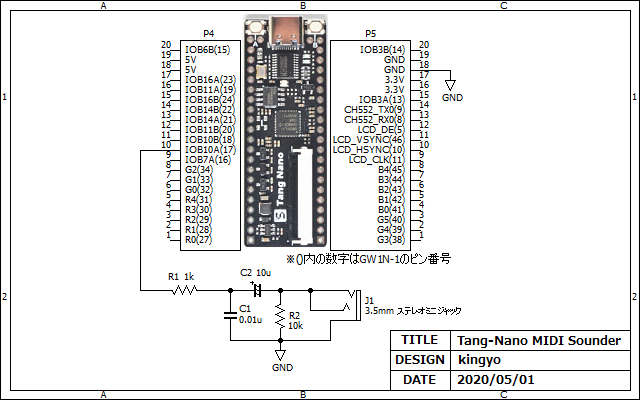 A B C
P4 P5
20 IOB6B(15)
19 5V
18 5V
17 IOB16A(23)
16 IOB11A(19)
15 IOB16B(24)
14 IOB14B(22)
13 IOB14A(21)
12 IOB11B(20)
11 IOB10B(18)
10 IOB10A(17)
9 IOB7A(16)
8 G2(34)
7 G1(33)
6 G0(32)
5 R4(31)
4 R3(30)
3 R2(29)
2 R1(28)
1 R0(27)
A B
S Tang Nano
IOB3B(14) 20
GND 19
GND 18
3.3V 17
3.3V 16
IOB3A(13) 15
CH552_TX0(9) 14
CH552_RX0(8) 13
LCD_DE(5) 12
LCD_VSYNC(46) 11
LCD_HSYNC(10) 10
LCD_CLK(11) 9
B4(45) 8
B3(44) 7
B2(43) 6
B1(42) 5
B0(41) 4
G5(40) 3
G4(39) 2
G3(38) 1
GND
1 1
※()内の数字はGW1N-1のピン番号
R1 1k
C2 10u
+
C1
0.01u
R2
10k
J1
3.5mm ステレオミニジャック
GND
2 2
TITLE Tang-Nano MIDI Sounder
DESIGN kingyo
DATE 2020/05/01
A B C